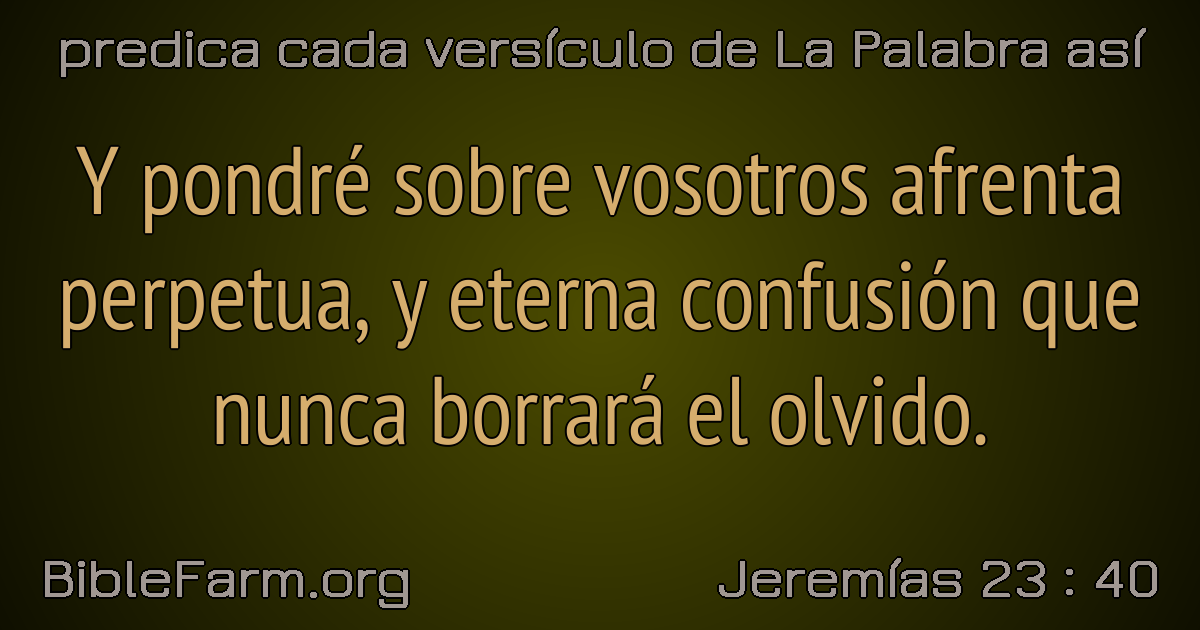 predica cada versículo de La Palabra así
Y pondré sobre vosotros afrenta
perpetua, y eterna confusión que
nunca borrará el olvido.
BibleFarm.org
Jeremías 23 : 40